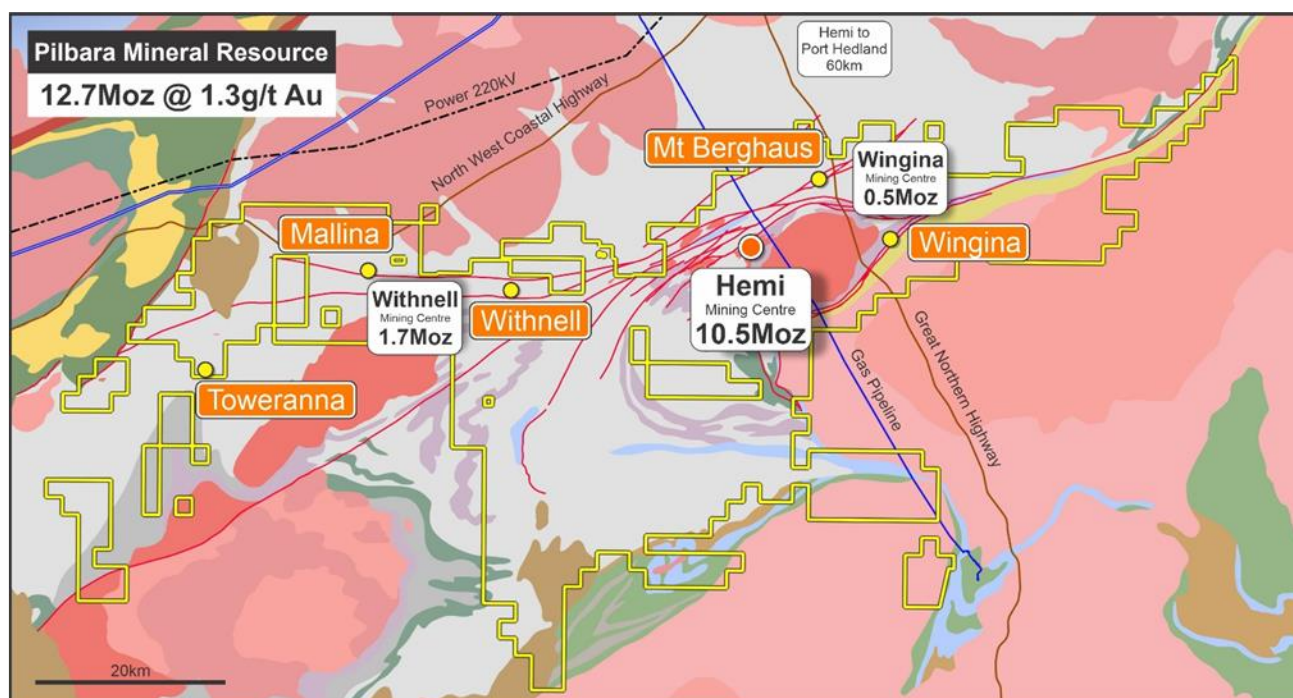 Pilbara Mineral Resource
12.7Moz @ 1.3g/t Au
Power 220kV
North West Coastal Highway
Hemi to
Port Hedland
60km
Mt Berghaus
Wingina
Mining Centre
0.5Moz
Mallina
Withnell
Mining Centre
1.7Moz
Withnell
Hemi
Mining Centre
10.5Moz
Wingina
Toweranna
Gas Pipeline
Great Northern Highway
20km